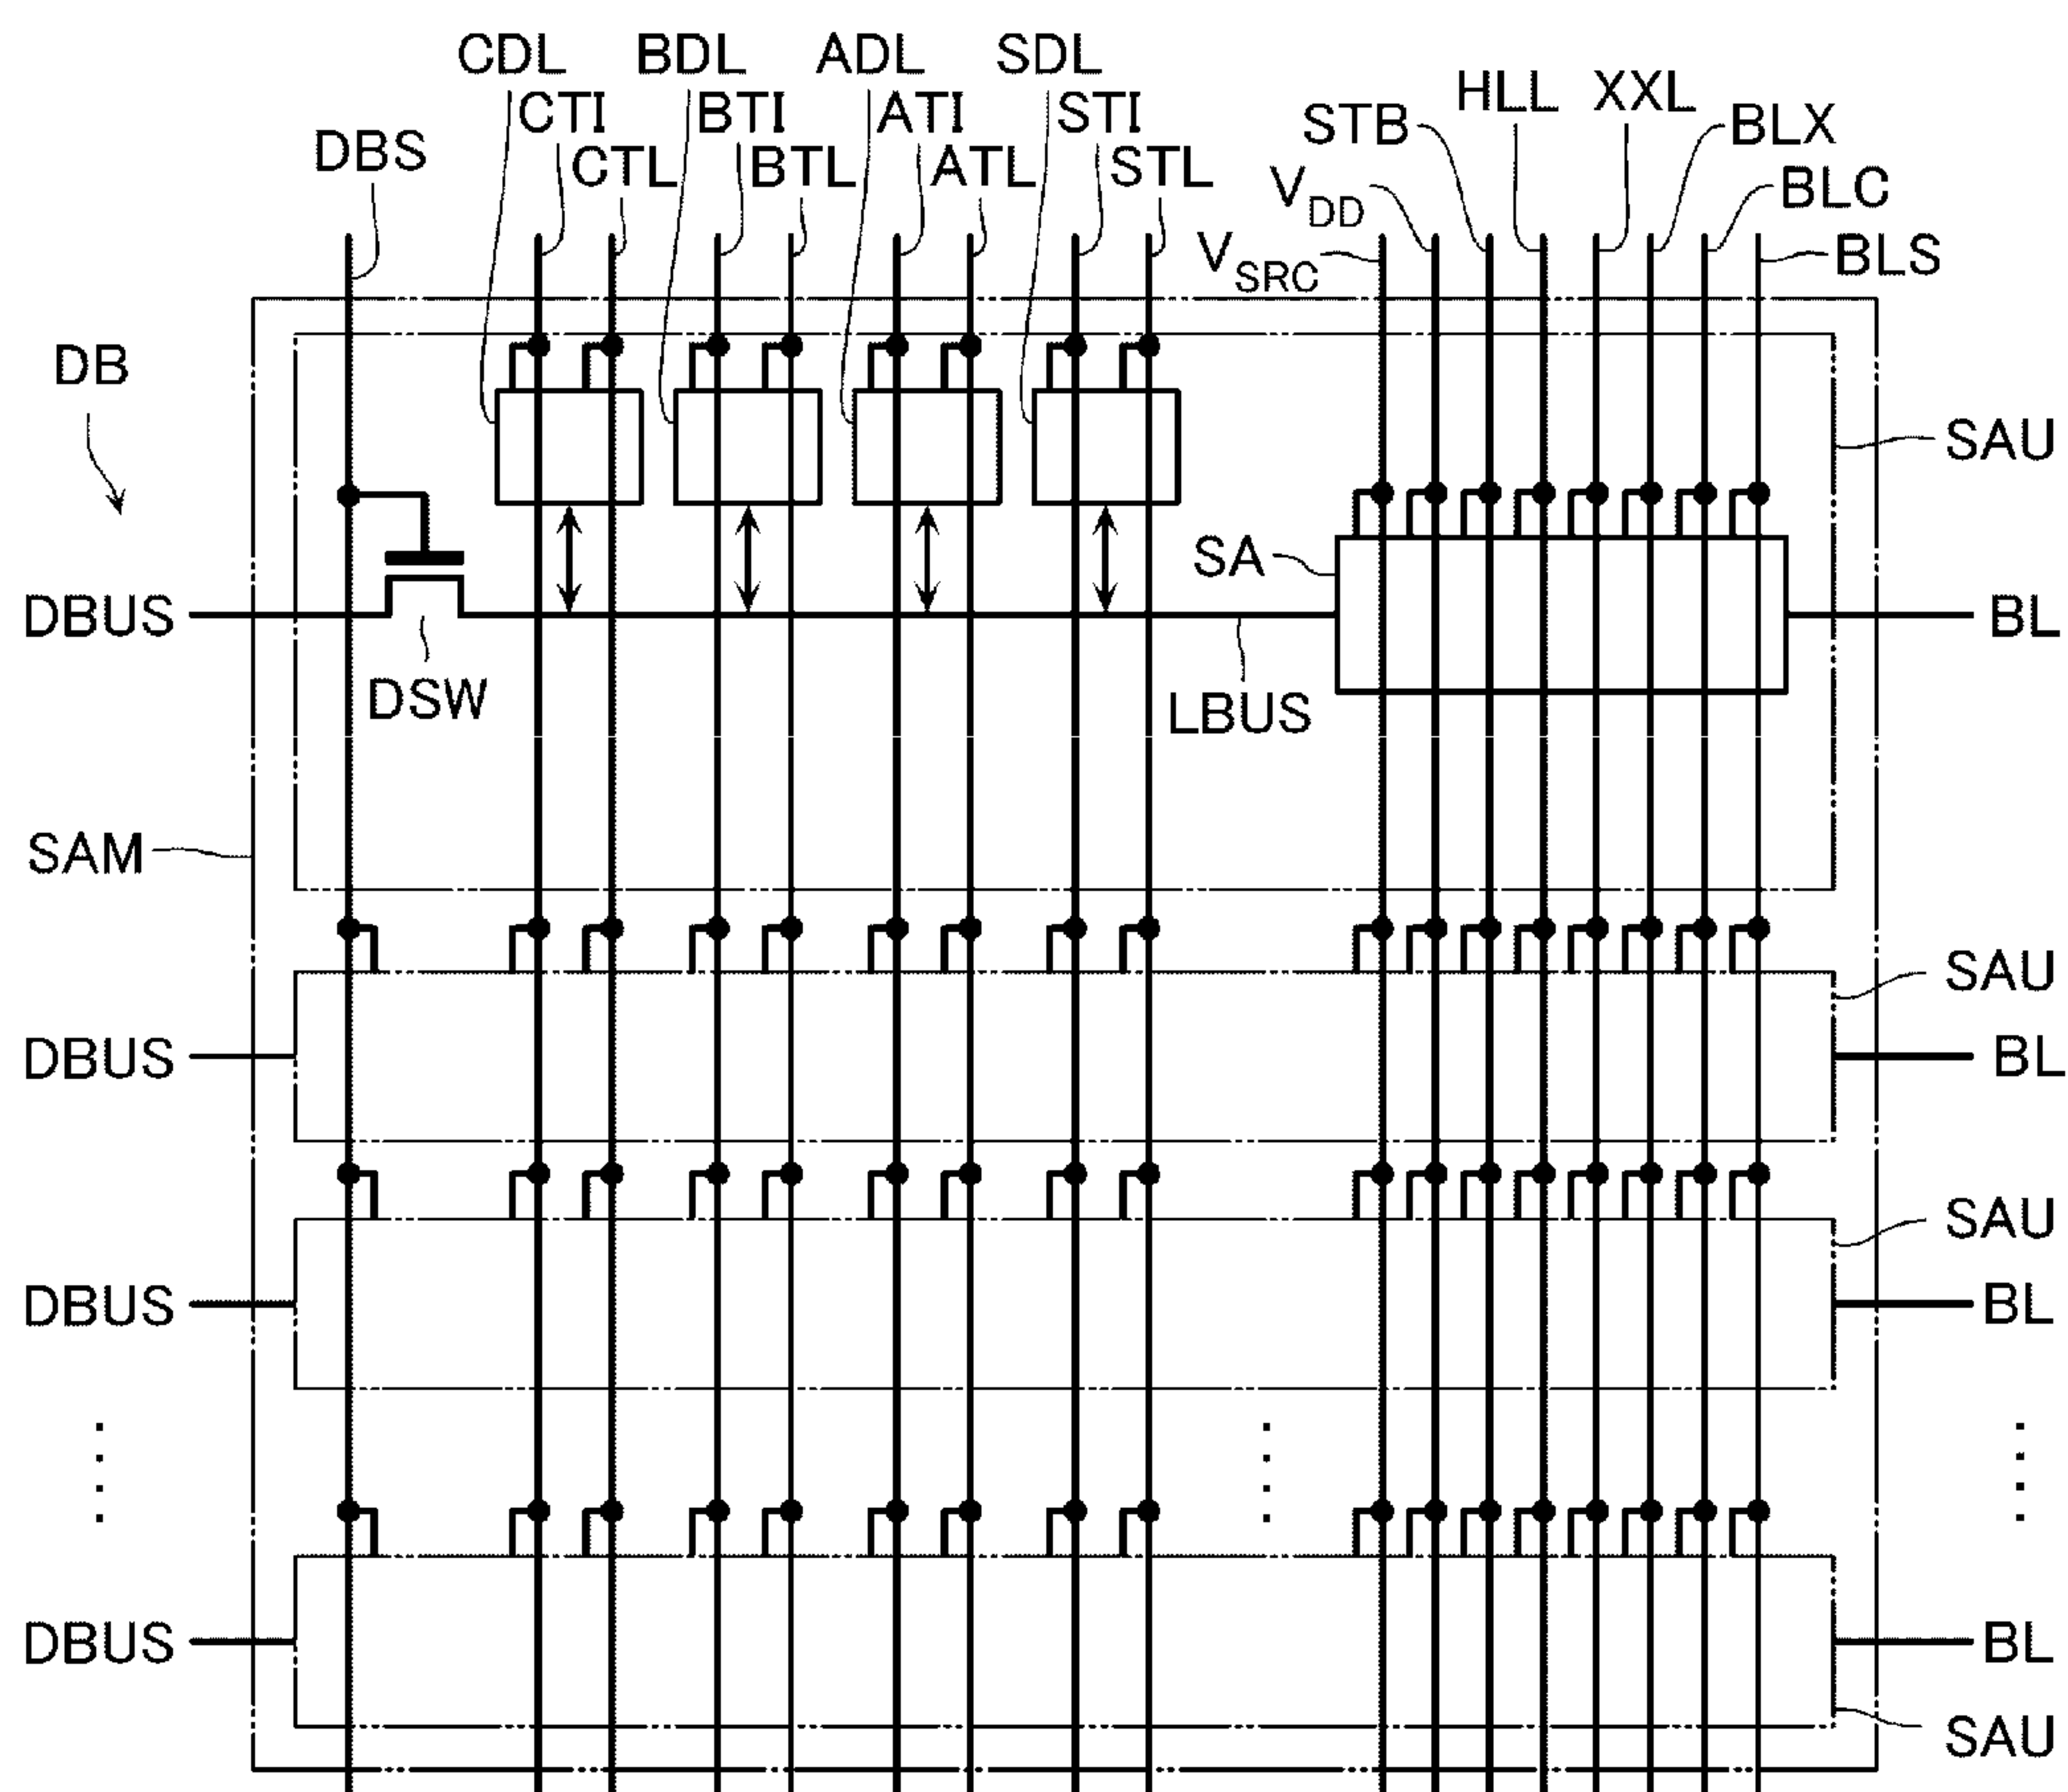 CDL BDL ADL SDL
CTI BTI ATI STI
CTL BTL ATL STL
DBS
HLL XXL
STB BLX
VDD BLC
VSRC BLS
DB
SAU
SA
DBUS BL
DSW
LBUS
SAM
SAU
DBUS BL
SAU
DBUS BL
DBUS BL
SAU